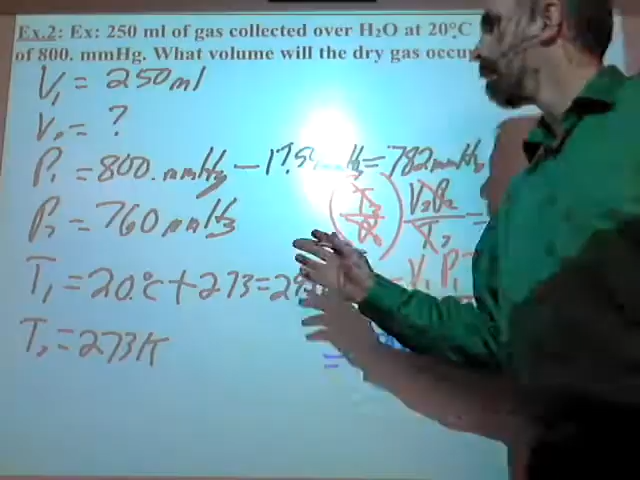 Ex.2: Ex: 250 ml of gas collected over H₂O at 20°C
of 800. mmHg. What volume will the dry gas occu
V₁ = 250 ml
V₂ = ?
P₁ = 800. mmHg − 17.5 = 782 mmHg
P₂ = 760 mmHg
T₁ = 20.°C + 273 = 29
T₂ = 273K